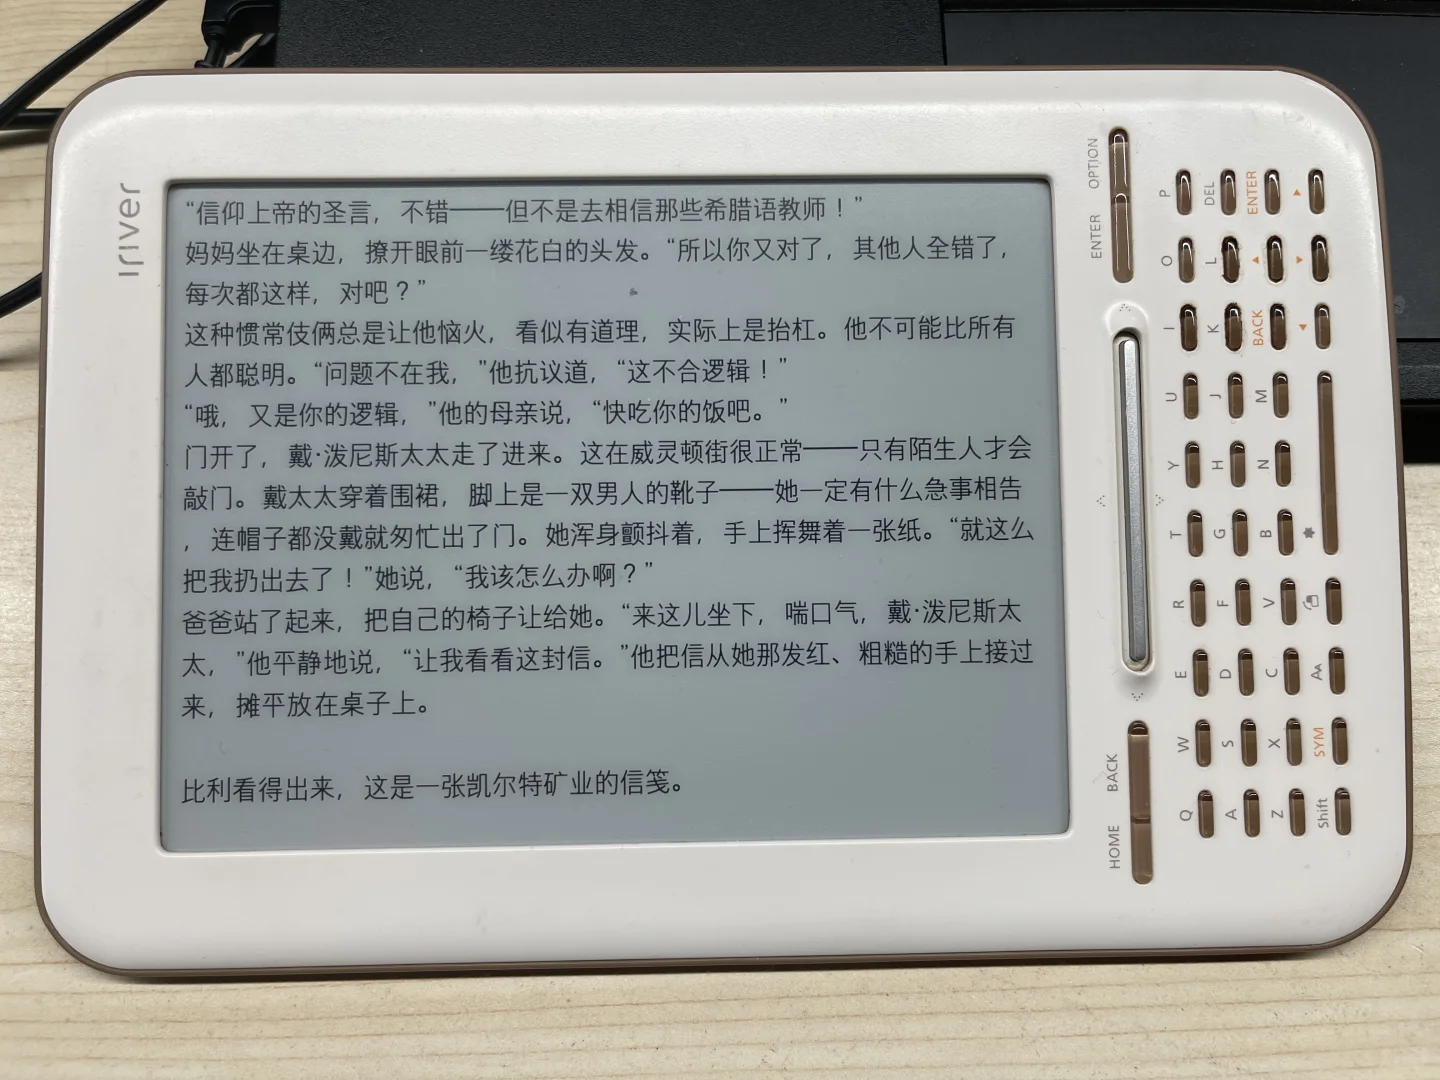 iriver
“信仰上帝的圣言，不错——但不是去相信那些希腊语教师！”
妈妈坐在桌边，撩开眼前一缕花白的头发。“所以你又对了，其他人全错了，
每次都这样，对吧？”
这种惯常伎俩总是让他恼火，看似有道理，实际上是抬杠。他不可能比所有
人都聪明。“问题不在我，”他抗议道，“这不合逻辑！”
“哦，又是你的逻辑，”他的母亲说，“快吃你的饭吧。”
门开了，戴·泼尼斯太太走了进来。这在威灵顿街很正常——只有陌生人才会
敲门。戴太太穿着围裙，脚上是一双男人的靴子——她一定有什么急事相告
，连帽子都没戴就匆忙出了门。她浑身颤抖着，手上挥舞着一张纸。“就这么
把我扔出去了！”她说，“我该怎么办啊？”
爸爸站了起来，把自己的椅子让给她。“来这儿坐下，喘口气，戴·泼尼斯太
太，”他平静地说，“让我看看这封信。”他把信从她那发红、粗糙的手上接过
来，摊平放在桌子上。
比利看得出来，这是一张凯尔特矿业的信笺。
OPTION
ENTER
BACK
HOME
P
O
I
U
Y
T
R
E
W
Q
DEL
L
K
J
H
G
F
D
S
A
ENTER
BACK
M
N
B
V
C
X
Z
AA
SYM
Shift